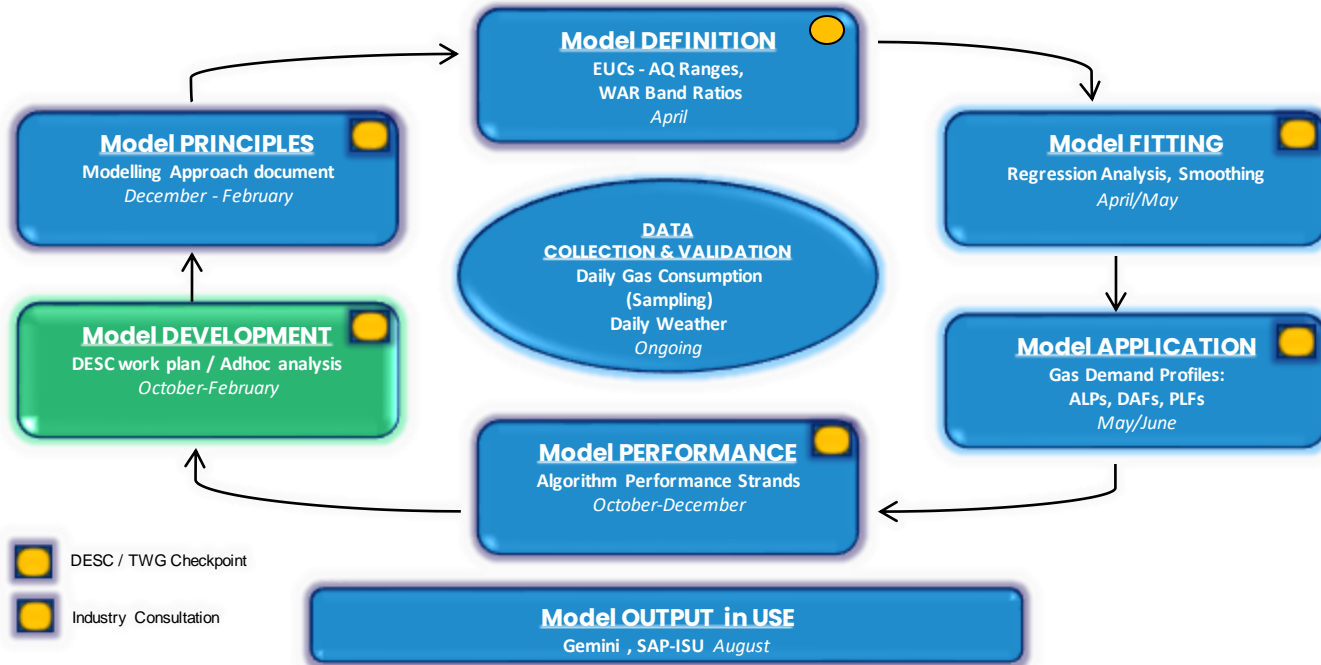 Model DEFINITION
EUCs - AQ Ranges,
WAR Band Ratios
April
Model PRINCIPLES
Modelling Approach document
December - February
Model FITTING
Regression Analysis, Smoothing
April/May
DATA
COLLECTION & VALIDATION
Daily Gas Consumption
(Sampling)
Daily Weather
Ongoing
Model DEVELOPMENT
DESC work plan / Adhoc analysis
October-February
Model APPLICATION
Gas Demand Profiles:
ALPs, DAFs, PLFs
May/June
Model PERFORMANCE
Algorithm Performance Strands
October-December
DESC / TWG Checkpoint
Industry Consultation
Model OUTPUT in USE
Gemini , SAP-ISU August